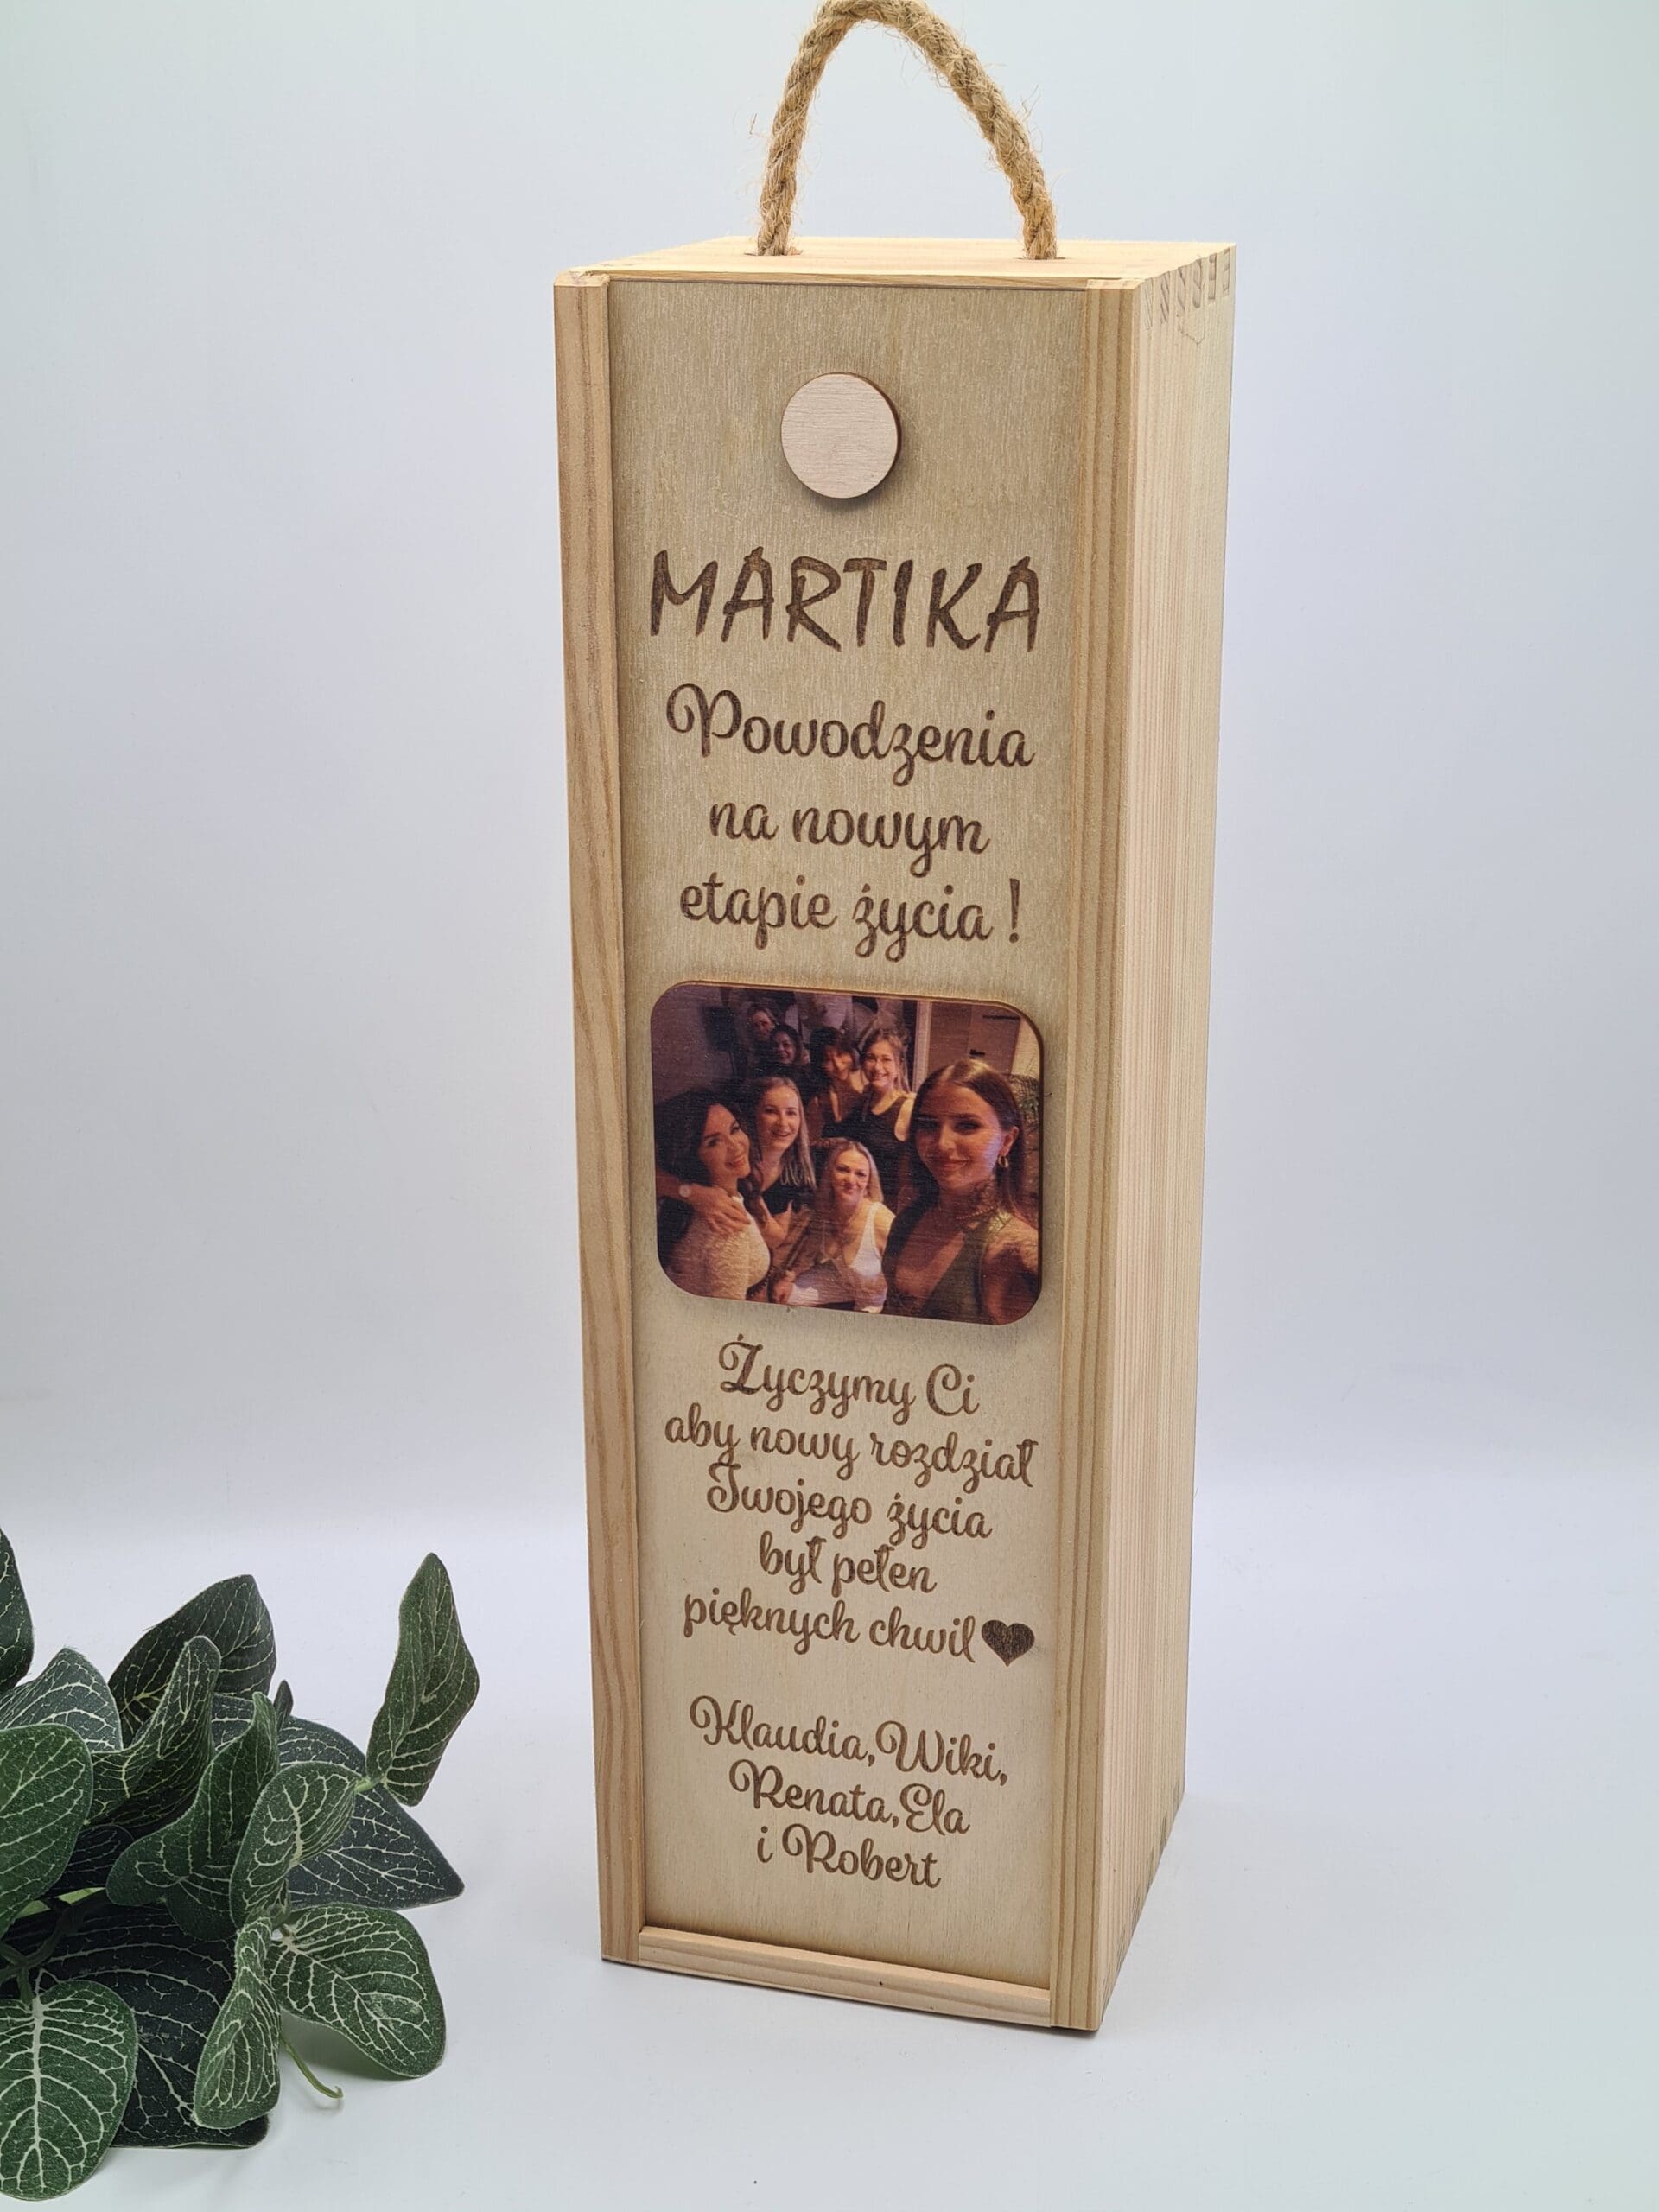 MARTIKA
Powodzenia
na nowym
etapie życia !
Życzymy Ci
aby nowy rozdział
Twojego życia
był pełen
pięknych chwil
Klaudia, Wiki,
Renata, Ela
i Robert